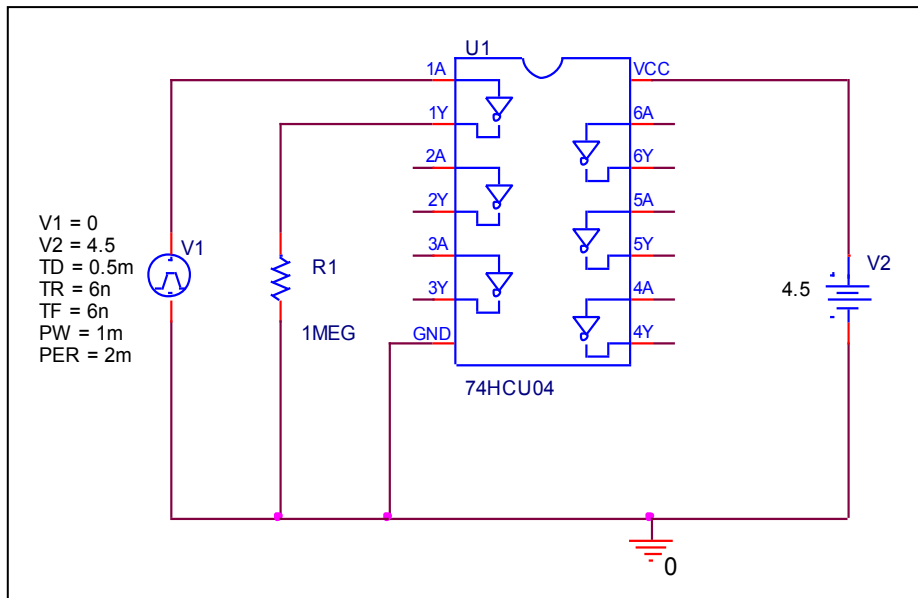 U1
1A
1Y
2A
2Y
3A
3Y
GND
VCC
6A
6Y
5A
5Y
4A
4Y
74HCU04
V1 = 0
V2 = 4.5
TD = 0.5m
TR = 6n
TF = 6n
PW = 1m
PER = 2m
V1
R1
1MEG
V2
4.5
0